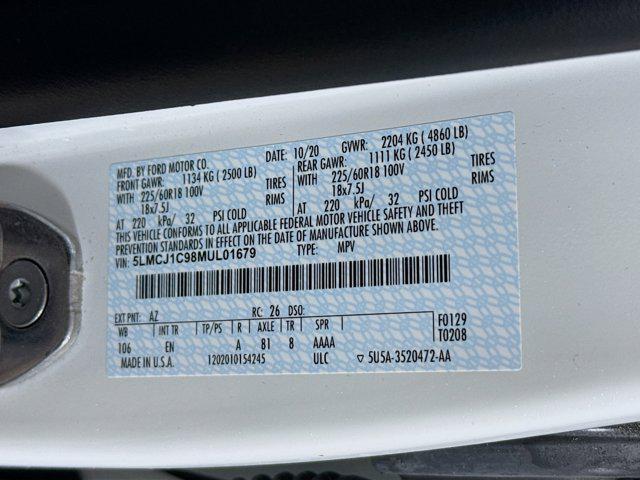 MFD. BY FORD MOTOR CO.
DATE: 10/20 GVWR: 2204 KG ( 4860 LB)
FRONT GAWR: 1134 KG ( 2500 LB) REAR GAWR: 1111 KG ( 2450 LB)
WITH 225/60R18 100V TIRES WITH 225/60R18 100V TIRES
18x7.5J RIMS 18x7.5J RIMS
AT 220 kPa/ 32 PSI COLD AT 220 kPa/ 32 PSI COLD
THIS VEHICLE CONFORMS TO ALL APPLICABLE FEDERAL MOTOR VEHICLE SAFETY AND THEFT
PREVENTION STANDARDS IN EFFECT ON THE DATE OF MANUFACTURE SHOWN ABOVE.
VIN: 5LMCJ1C98MUL01679 TYPE: MPV
EXT PNT: AZ RC: 26 DSO: F0129
WB INT TR TP/PS R AXLE TR SPR T0208
106 EN A 81 8 AAAA
MADE IN U.S.A. 1202010154245 ULC ▽ 5U5A-3520472-AA